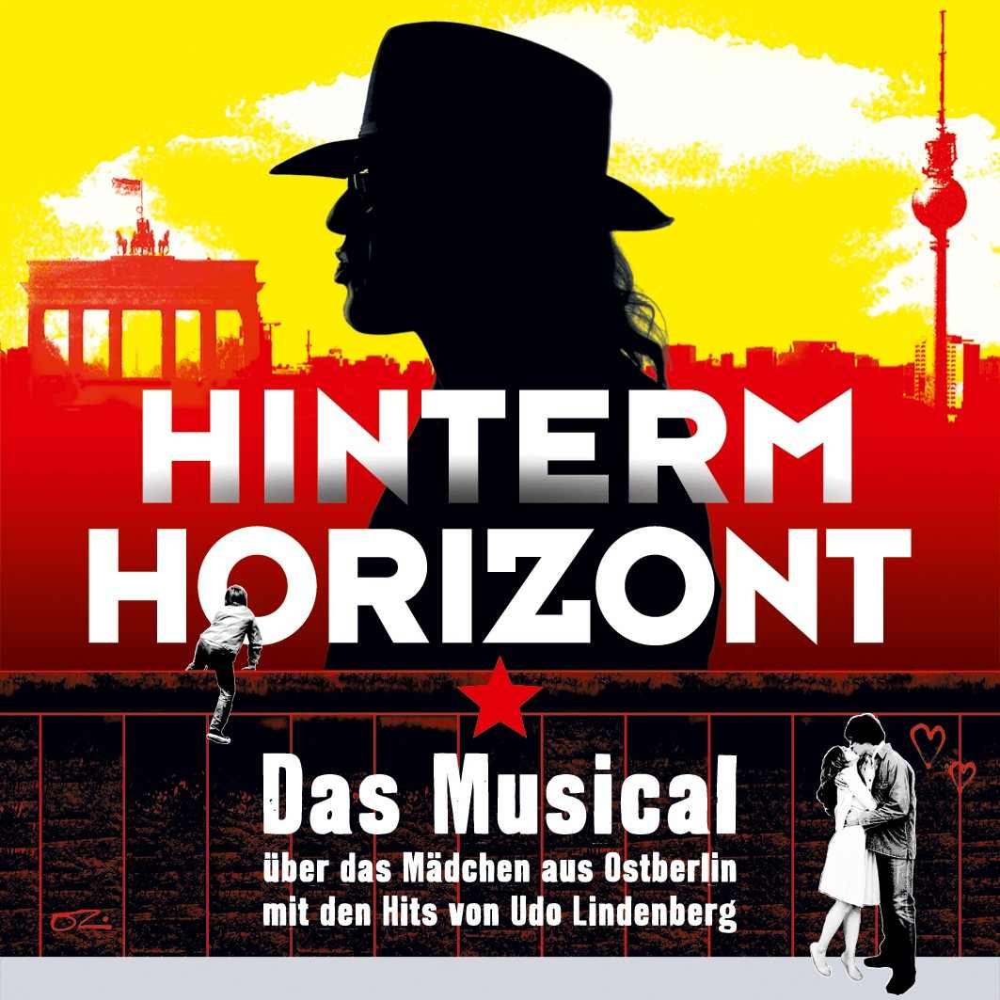 HINTERM
HORIZONT
Das Musical
über das Mädchen aus Ostberlin
mit den Hits von Udo Lindenberg